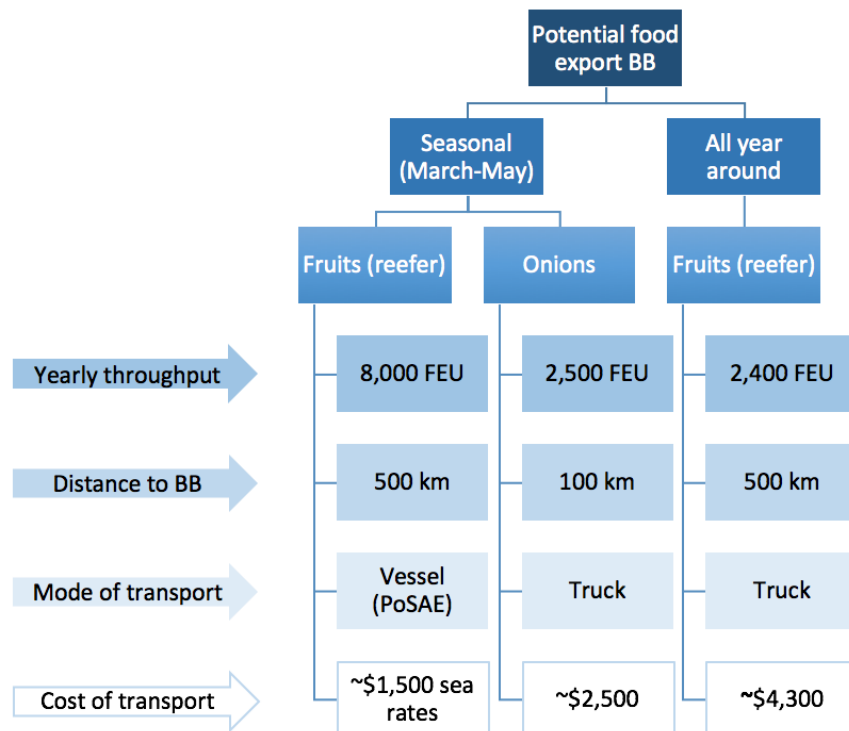 Potential food
export BB
Seasonal
(March-May)
All year
around
Fruits (reefer)
Onions
Fruits (reefer)
Yearly throughput
8,000 FEU
2,500 FEU
2,400 FEU
Distance to BB
500 km
100 km
500 km
Mode of transport
Vessel
(PoSAE)
Truck
Truck
Cost of transport
~$1,500 sea
rates
~$2,500
~$4,300